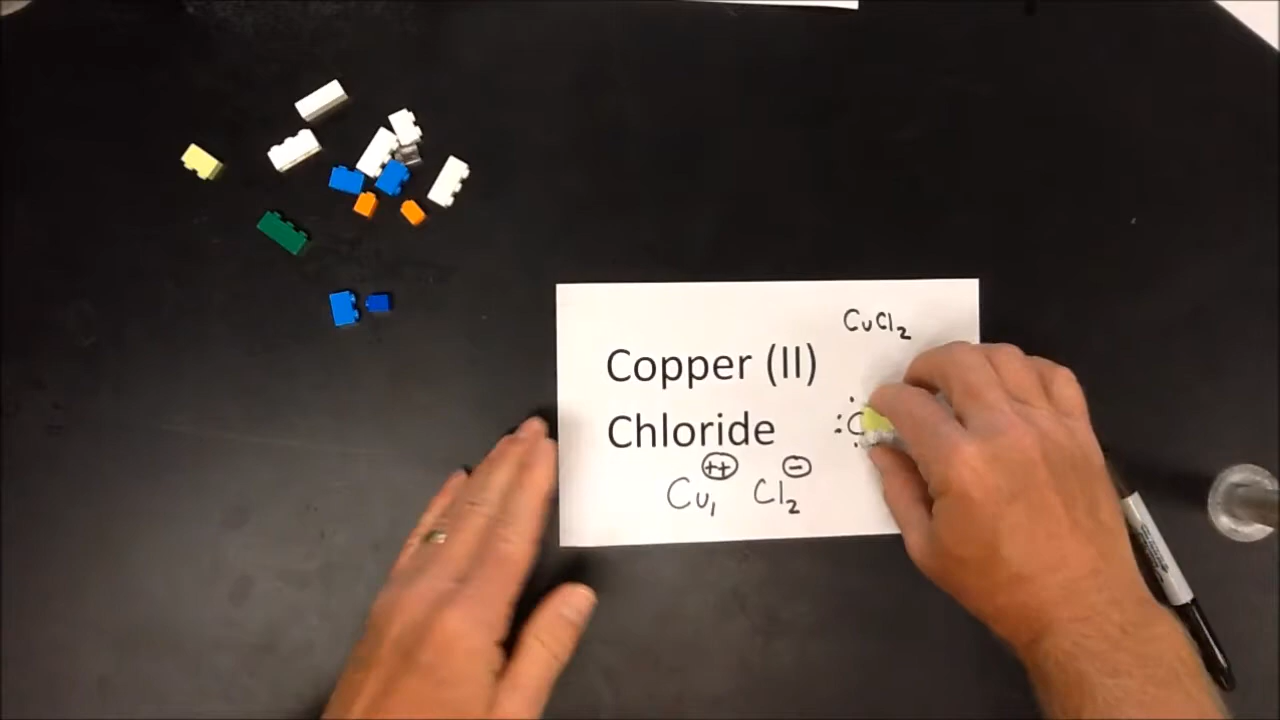 CuCl₂
Copper (II)
Chloride
Cu₁⁺⁺ Cl₂⁻